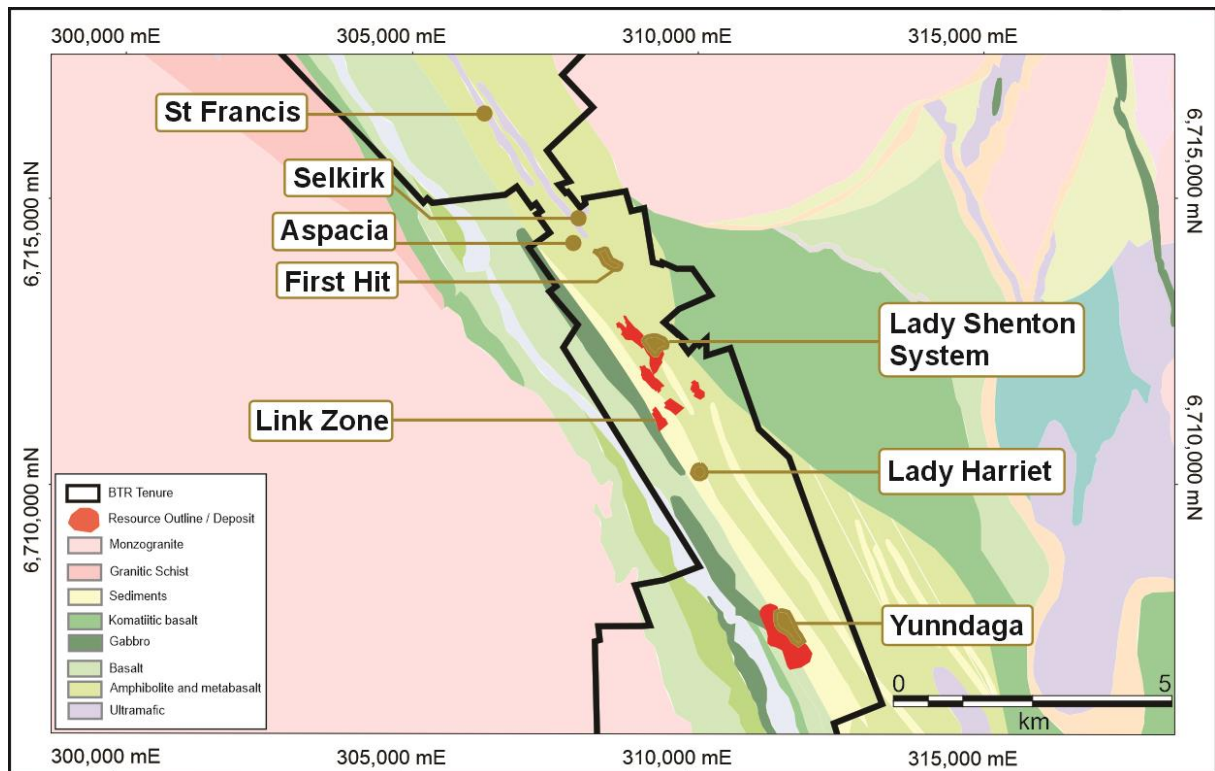 300,000 mE
305,000 mE
310,000 mE
315,000 mE
St Francis
6,715,000 mN
6,715,000 mN
Selkirk
Aspacia
First Hit
Lady Shenton
System
Link Zone
Lady Harriet
6,710,000 mN
6,710,000 mN
BTR Tenure
Resource Outline / Deposit
Monzogranite
Granitic Schist
Sediments
Komatiitic basalt
Gabbro
Basalt
Amphibolite and metabasalt
Ultramafic
Yunndaga
0
5
km
300,000 mE
305,000 mE
310,000 mE
315,000 mE